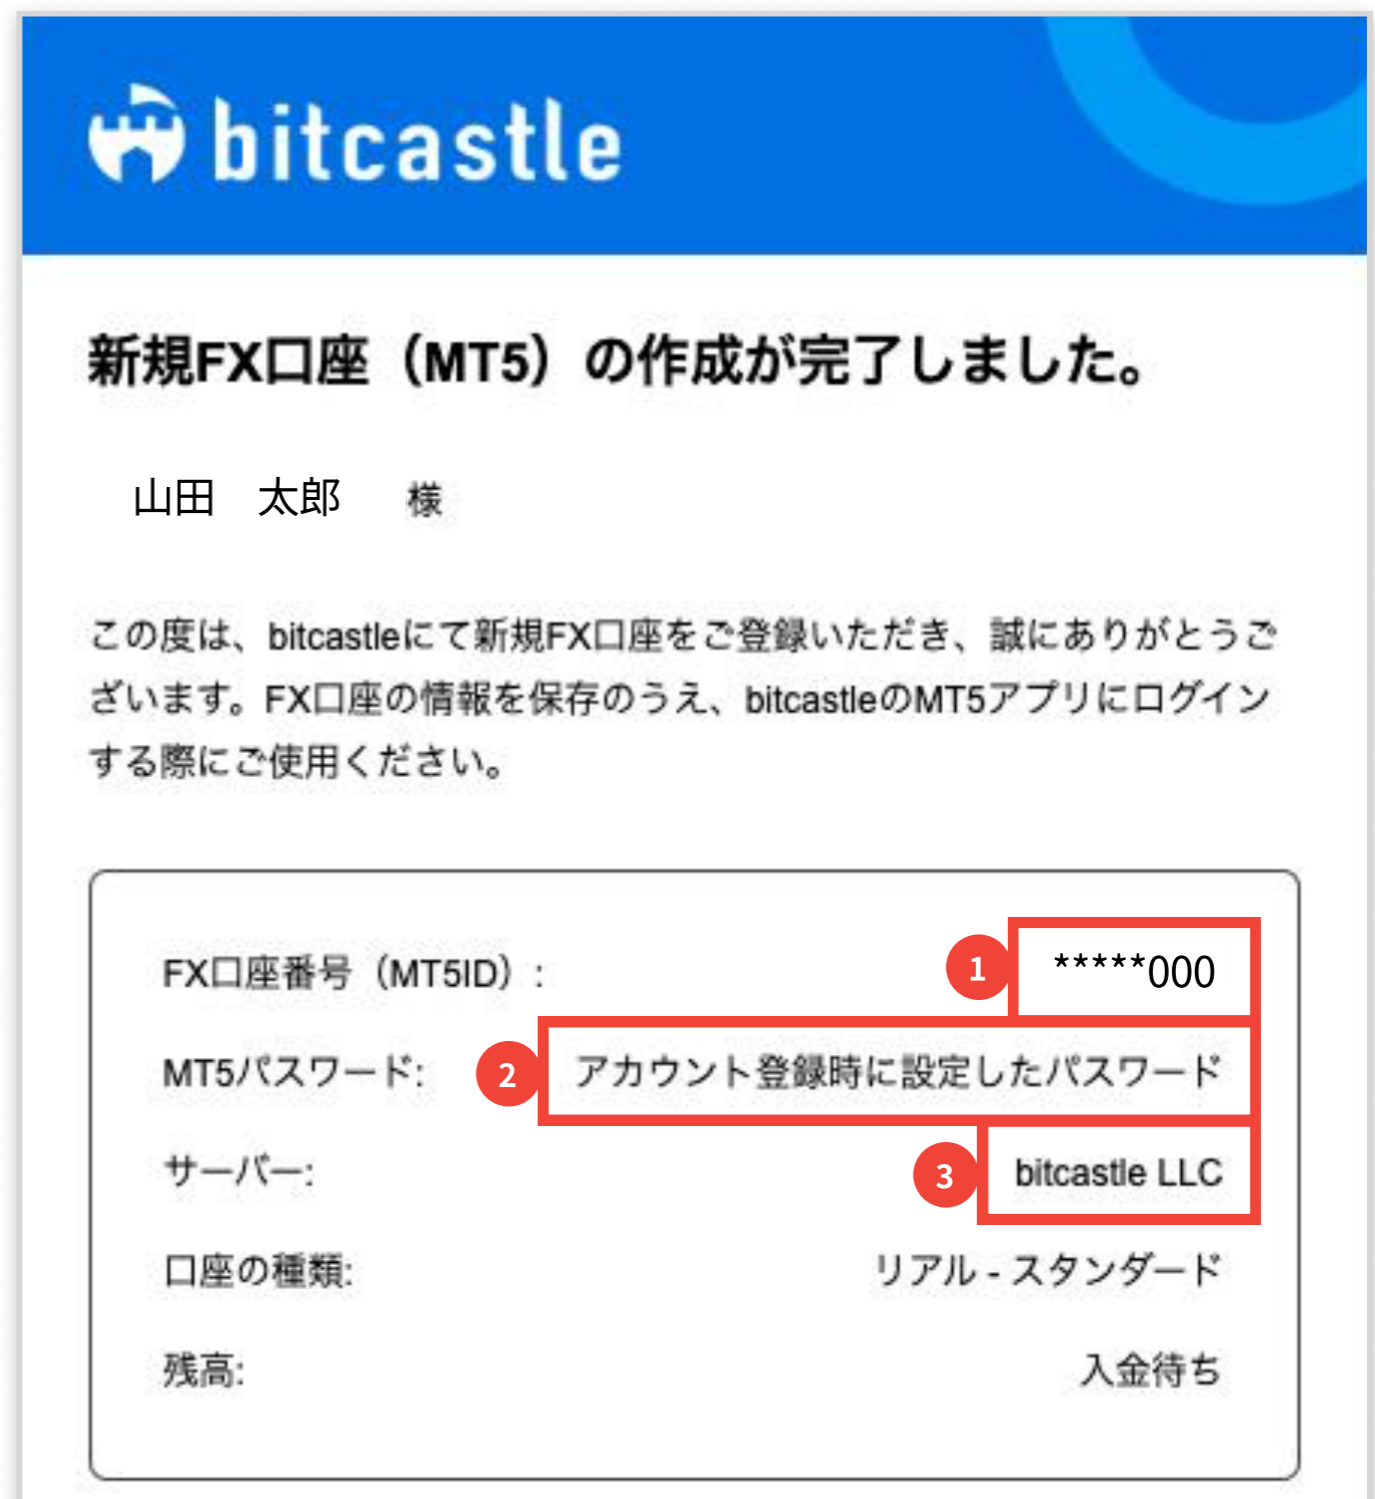 bitcastle
新規FX口座（MT5）の作成が完了しました。
山田　太郎　様
この度は、bitcastleにて新規FX口座をご登録いただき、誠にありがとうご
ざいます。FX口座の情報を保存のうえ、bitcastleのMT5アプリにログイン
する際にご使用ください。
FX口座番号（MT5ID）: 1 *****000
MT5パスワード: 2 アカウント登録時に設定したパスワード
サーバー: 3 bitcastle LLC
口座の種類: リアル - スタンダード
残高: 入金待ち